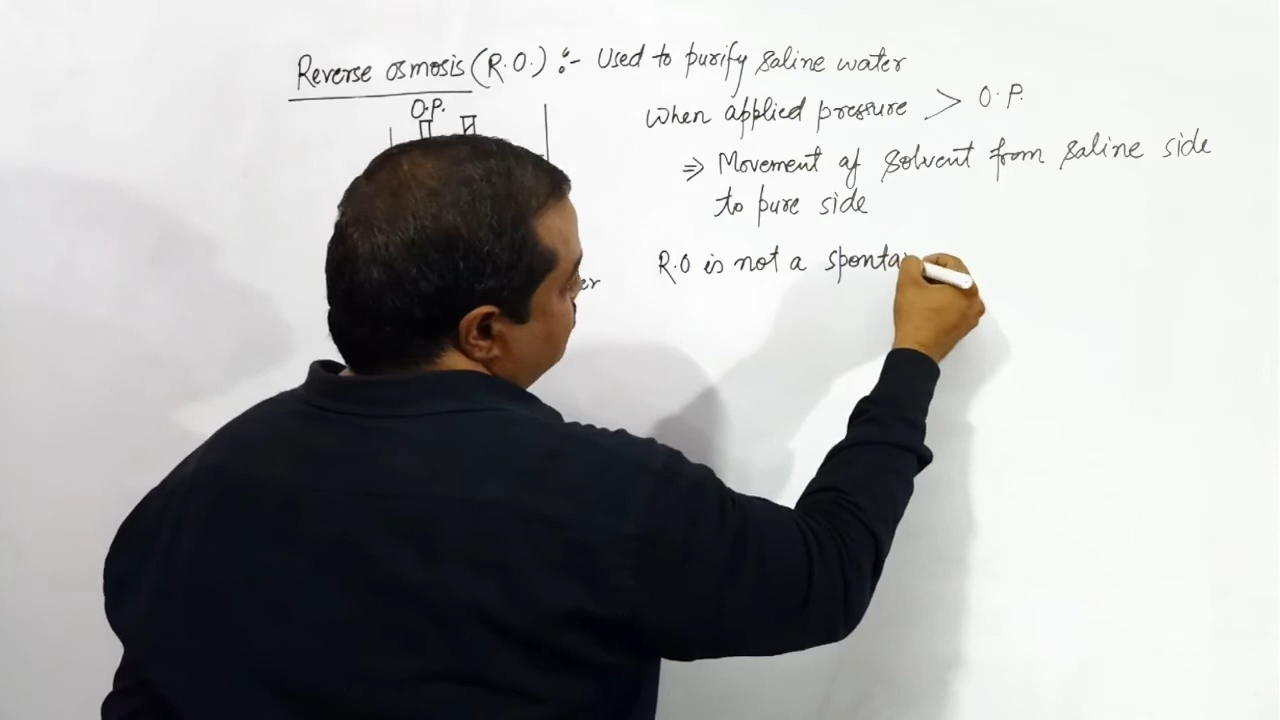 Reverse osmosis (R.O.) :- Used to purify saline water
O.P.
When applied pressure > O.P.
⇒ Movement of solvent from saline side
to pure side
R.O is not a sponta